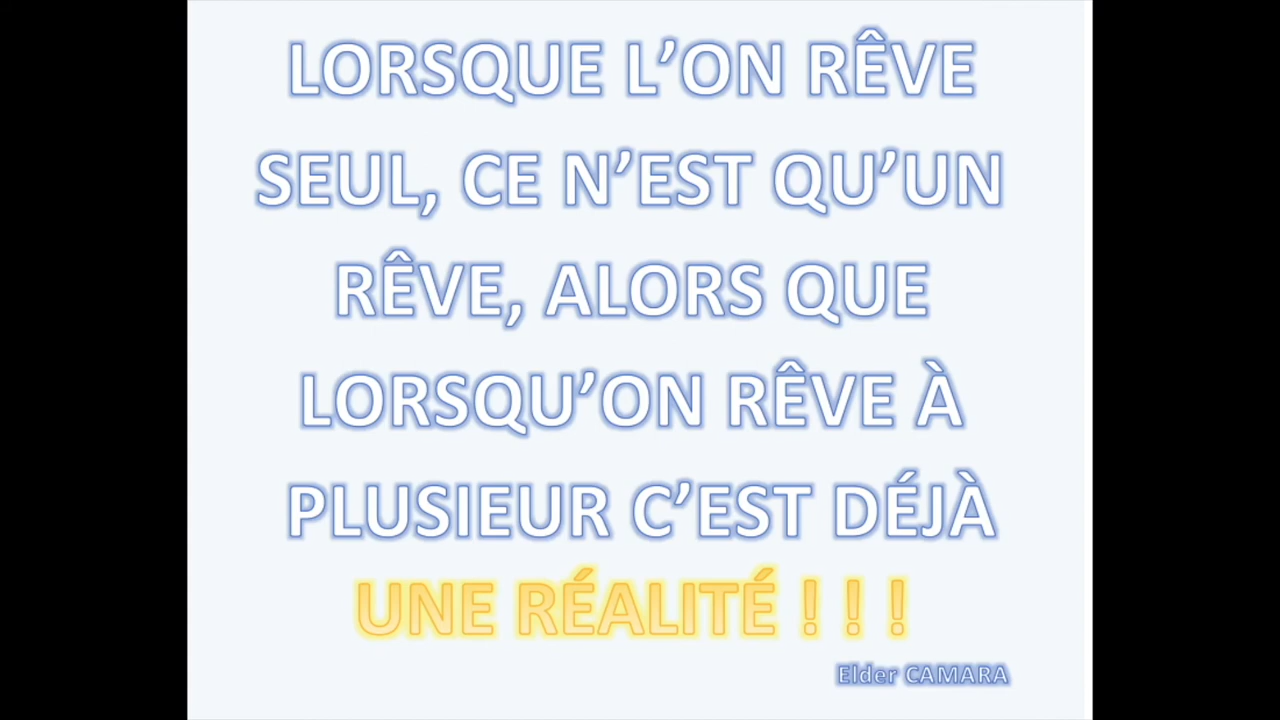 LORSQUE L’ON RÊVE
SEUL, CE N’EST QU’UN
RÊVE, ALORS QUE
LORSQU’ON RÊVE À
PLUSIEUR C’EST DÉJÀ
UNE RÉALITÉ ! ! !
Elder CAMARA